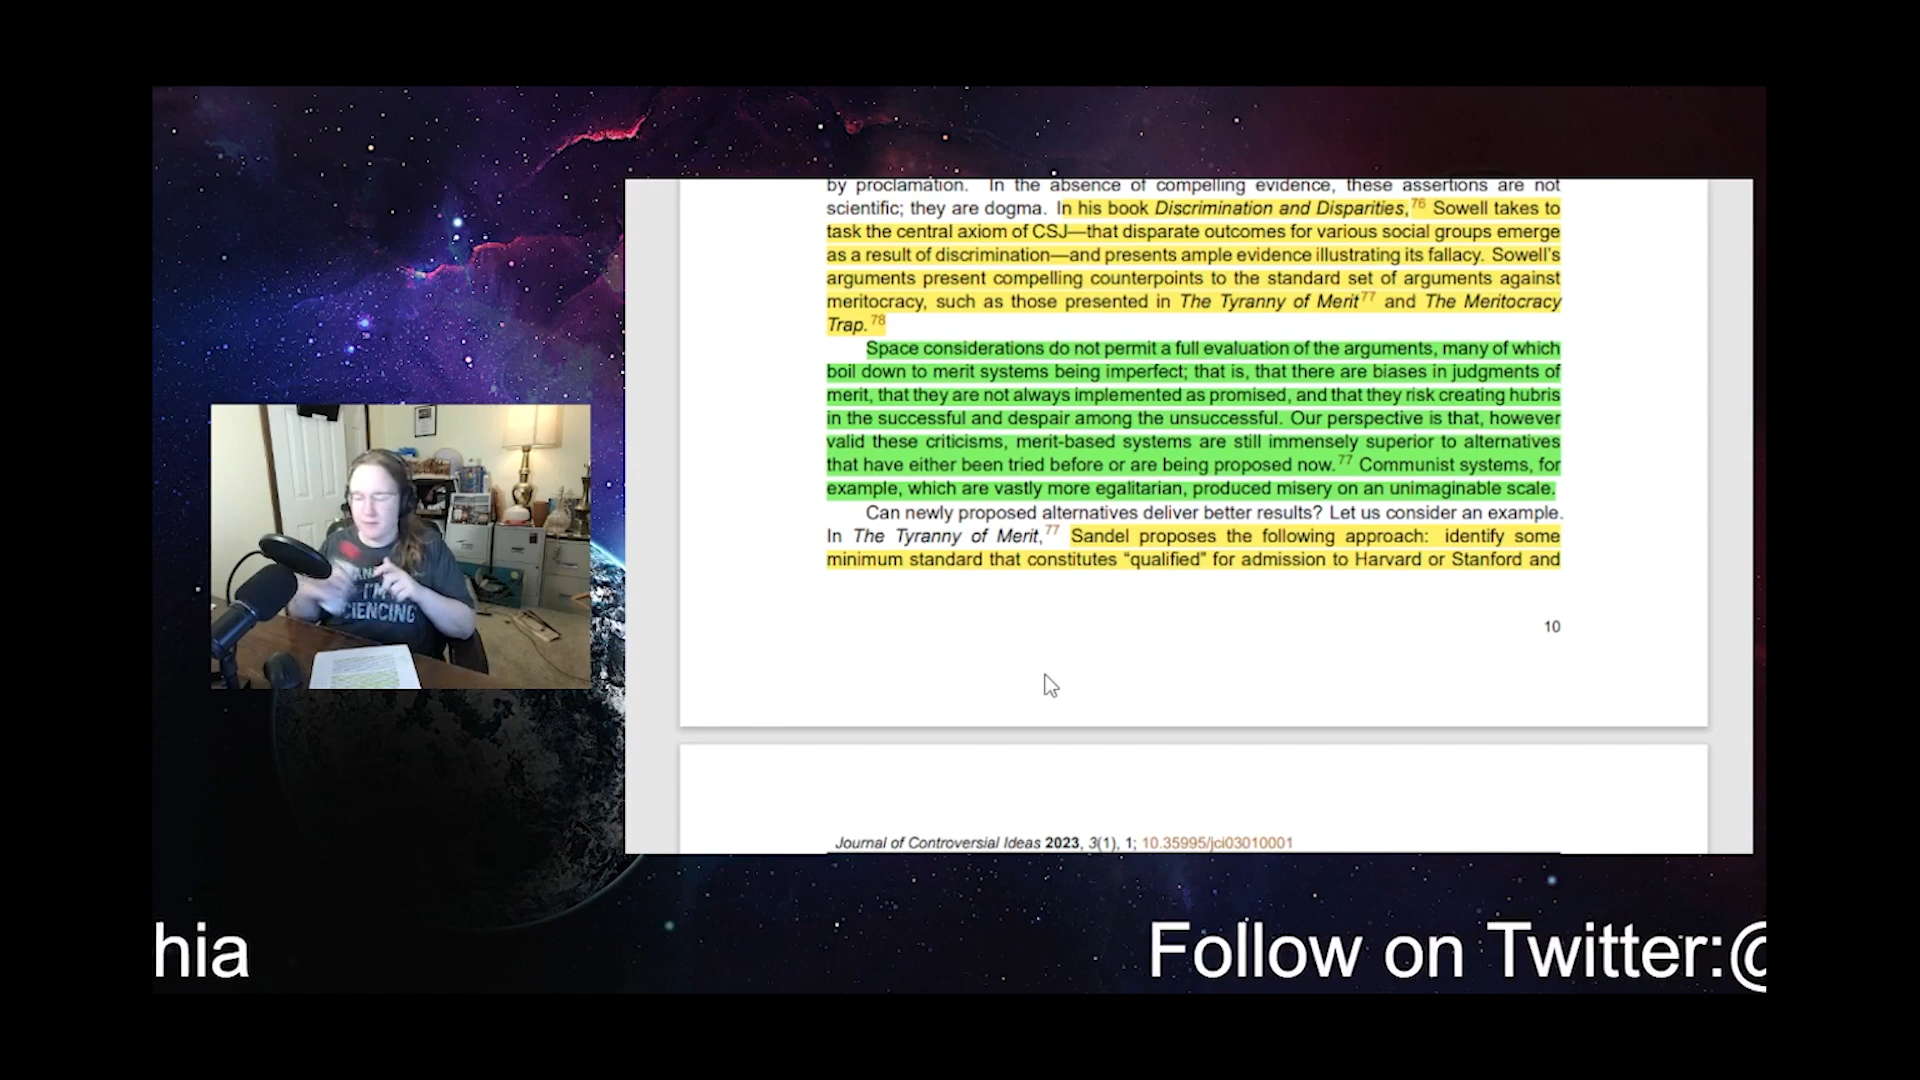 by proclamation. In the absence of compelling evidence, these assertions are not
scientific; they are dogma. In his book Discrimination and Disparities,76 Sowell takes to
task the central axiom of CSJ—that disparate outcomes for various social groups emerge
as a result of discrimination—and presents ample evidence illustrating its fallacy. Sowell's
arguments present compelling counterpoints to the standard set of arguments against
meritocracy, such as those presented in The Tyranny of Merit77 and The Meritocracy
Trap.78
Space considerations do not permit a full evaluation of the arguments, many of which
boil down to merit systems being imperfect; that is, that there are biases in judgments of
merit, that they are not always implemented as promised, and that they risk creating hubris
in the successful and despair among the unsuccessful. Our perspective is that, however
valid these criticisms, merit-based systems are still immensely superior to alternatives
that have either been tried before or are being proposed now.77 Communist systems, for
example, which are vastly more egalitarian, produced misery on an unimaginable scale.
Can newly proposed alternatives deliver better results? Let us consider an example.
In The Tyranny of Merit,77 Sandel proposes the following approach: identify some
minimum standard that constitutes “qualified” for admission to Harvard or Stanford and
10
Journal of Controversial Ideas 2023, 3(1), 1; 10.35995/jci03010001
I'M
CIENCING
hia
Follow on Twitter:@